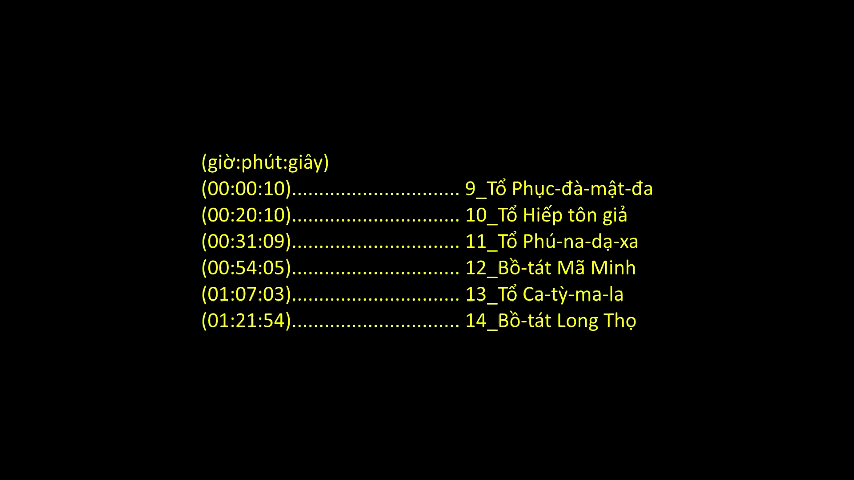 (giờ:phút:giây)
(00:00:10)................................ 9_Tổ Phục-đà-mật-đa
(00:20:10)................................ 10_Tổ Hiếp tôn giả
(00:31:09)................................ 11_Tổ Phú-na-dạ-xa
(00:54:05)................................ 12_Bồ-tát Mã Minh
(01:07:03)................................ 13_Tổ Ca-tỳ-ma-la
(01:21:54)................................ 14_Bồ-tát Long Thọ